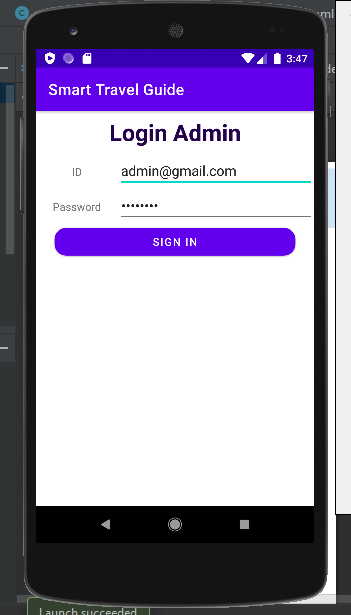 3:47
Smart Travel Guide
Login Admin
ID
admin@gmail.com
Password
••••••••
SIGN IN
Launch succeeded